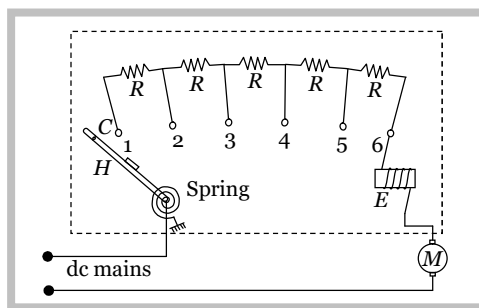 R R R R R
C 1 2 3 4 5 6
H
Spring
E
dc mains
M